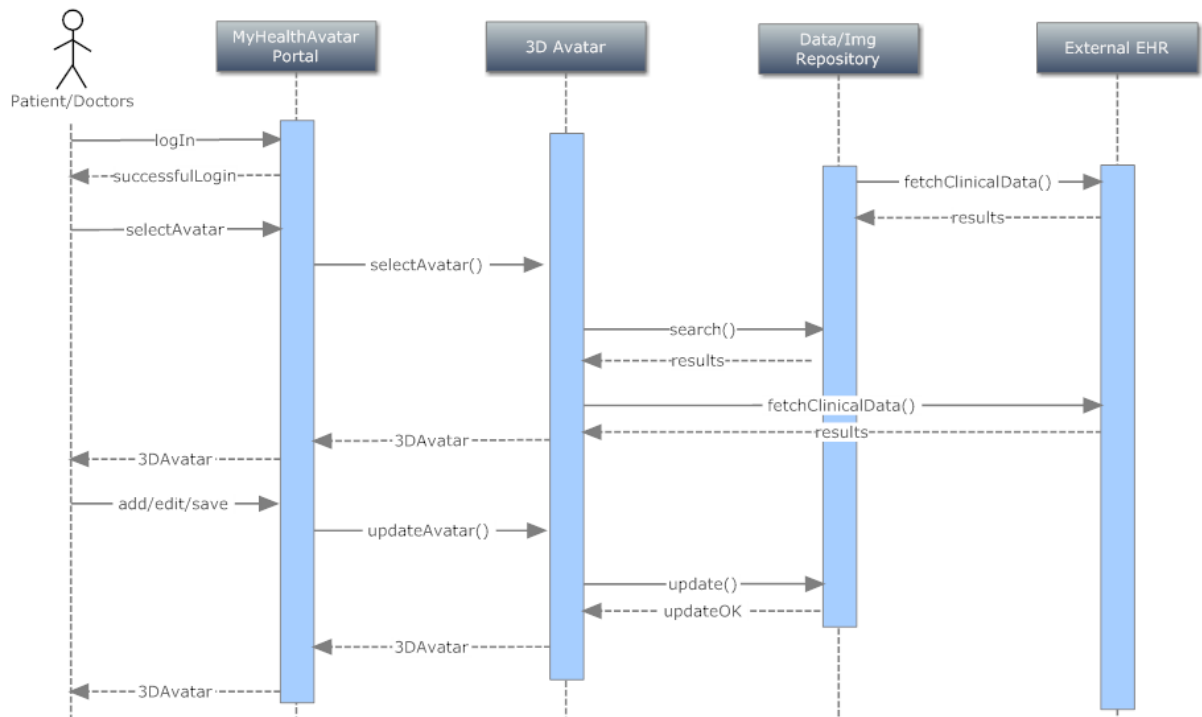 MyHealthAvatar
Portal
3D Avatar
Data/Img
Repository
External EHR
Patient/Doctors
logIn
successfulLogin
fetchClinicalData()
results
selectAvatar
selectAvatar()
search()
results
fetchClinicalData()
results
3DAvatar
3DAvatar
add/edit/save
updateAvatar()
update()
updateOK
3DAvatar
3DAvatar